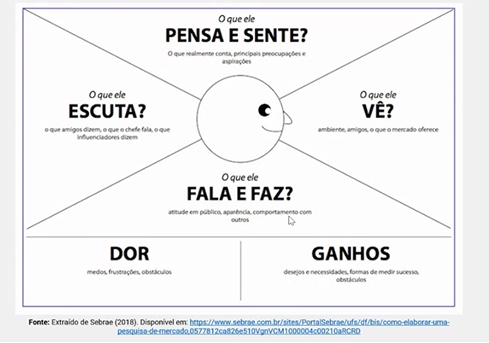 O que ele
PENSA E SENTE?
O que realmente conta, principais preocupações e
aspirações
O que ele
ESCUTA?
o que amigos dizem, o que o chefe fala, o que
influenciadores dizem
O que ele
VÊ?
ambiente, amigos, o que o mercado oferece
O que ele
FALA E FAZ?
atitude em público, aparência, comportamento com
outros
DOR
medos, frustrações, obstáculos
GANHOS
desejos e necessidades, formas de medir sucesso,
obstáculos
Fonte: Extraído de Sebrae (2018). Disponível em: https://www.sebrae.com.br/sites/PortalSebrae/ufs/df/bis/como-elaborar-uma-
pesquisa-de-mercado,0577812ca826e510VgnVCM1000004c00210aRCRD